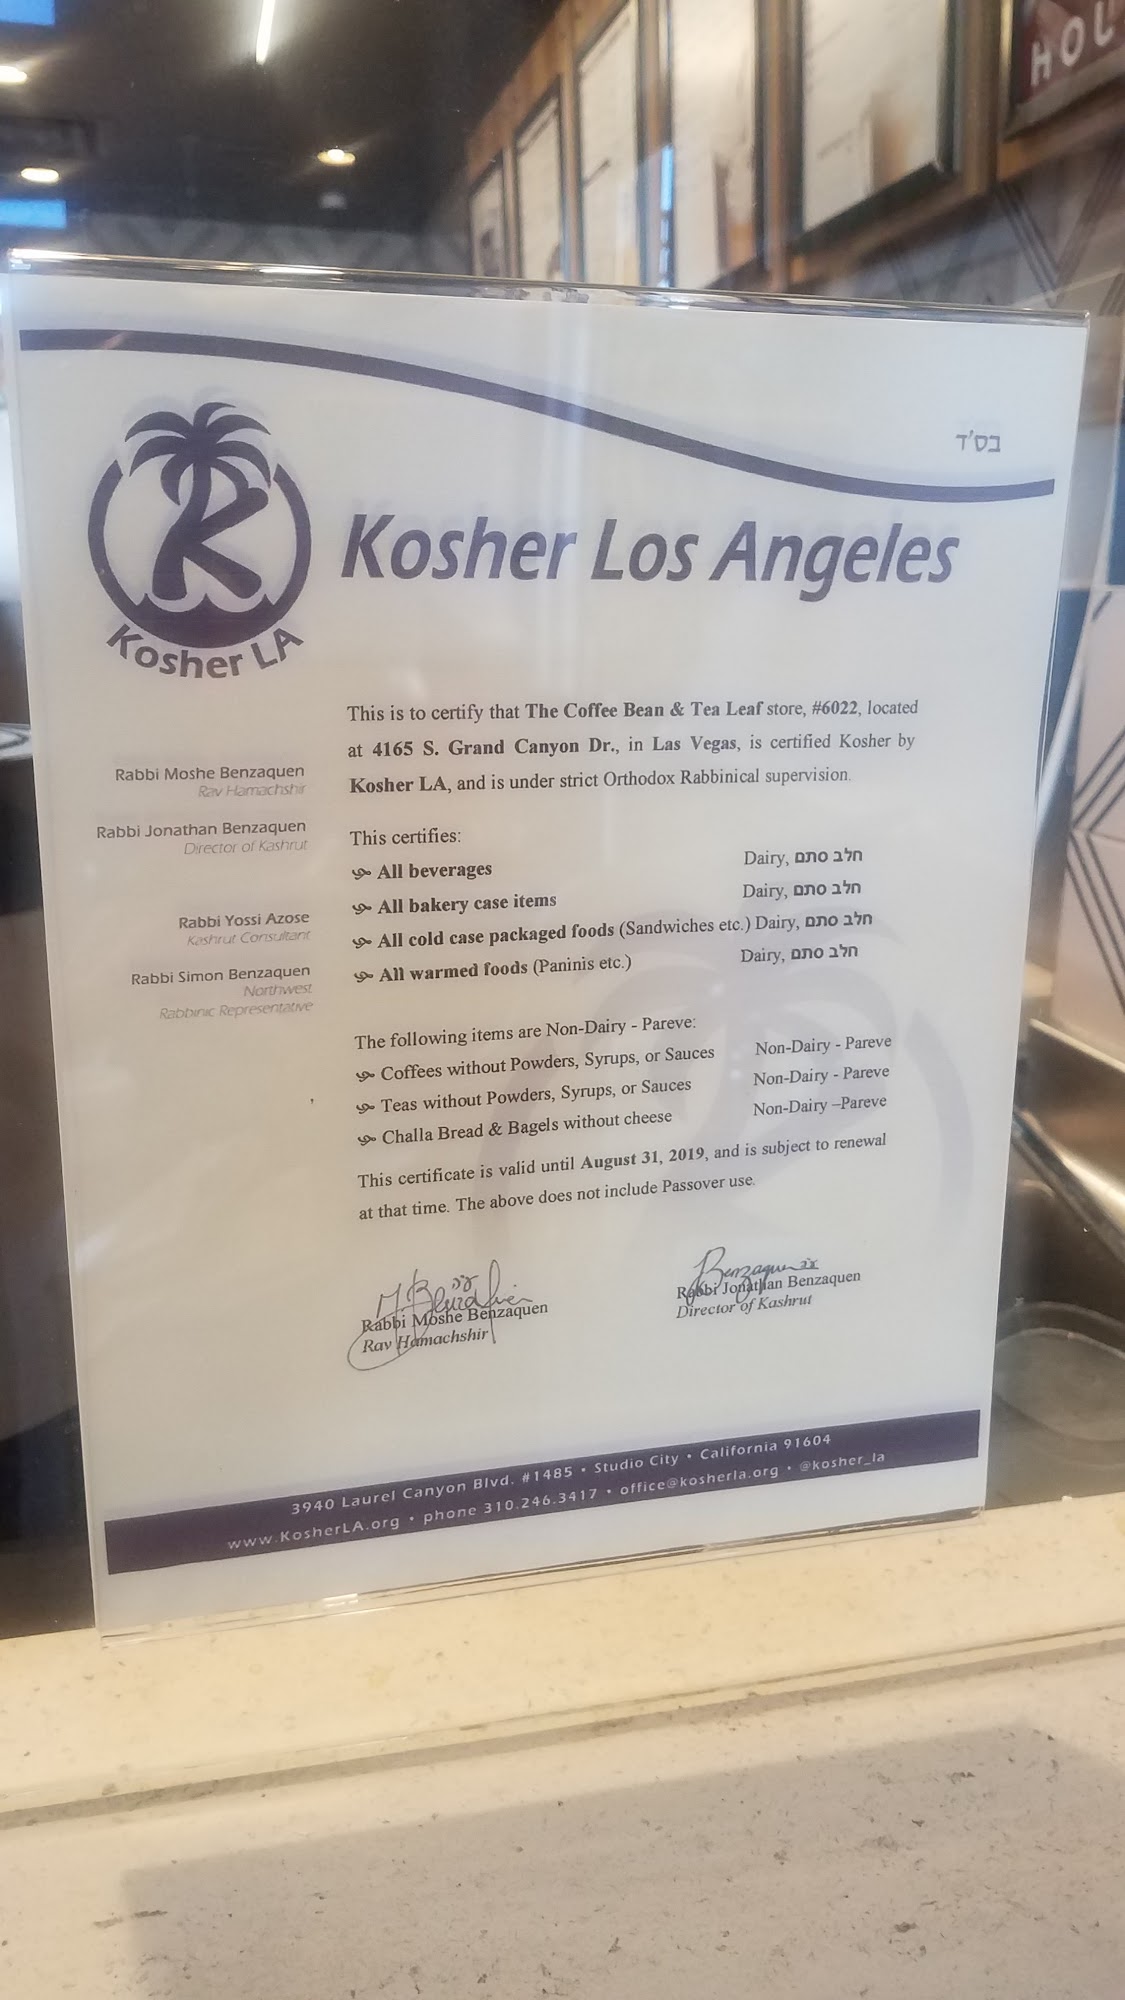 HOU
בס'ד
Kosher Los Angeles
Kosher LA
Rabbi Moshe Benzaquen
Rav Hamachshir
Rabbi Jonathan Benzaquen
Director of Kashrut
Rabbi Yossi Azose
Kashrut Consultant
Rabbi Simon Benzaquen
Northwest
Rabbinic Representative
This is to certify that The Coffee Bean & Tea Leaf store, #6022, located
at 4165 S. Grand Canyon Dr., in Las Vegas, is certified Kosher by
Kosher LA, and is under strict Orthodox Rabbinical supervision.
This certifies:
All beverages Dairy, חלב סתם
All bakery case items Dairy, חלב סתם
All cold case packaged foods (Sandwiches etc.) Dairy, חלב סתם
All warmed foods (Paninis etc.) Dairy, חלב סתם
The following items are Non-Dairy - Pareve:
Coffees without Powders, Syrups, or Sauces Non-Dairy - Pareve
Teas without Powders, Syrups, or Sauces Non-Dairy - Pareve
Challa Bread & Bagels without cheese Non-Dairy –Pareve
This certificate is valid until August 31, 2019, and is subject to renewal
at that time. The above does not include Passover use.
Benzaquen
Rabbi Moshe Benzaquen
Rav Hamachshir
Rabbi Jonathan Benzaquen
Director of Kashrut
3940 Laurel Canyon Blvd. #1485 • Studio City • California 91604
www.KosherLA.org • phone 310.246.3417 • office@kosherla.org • @kosher_la